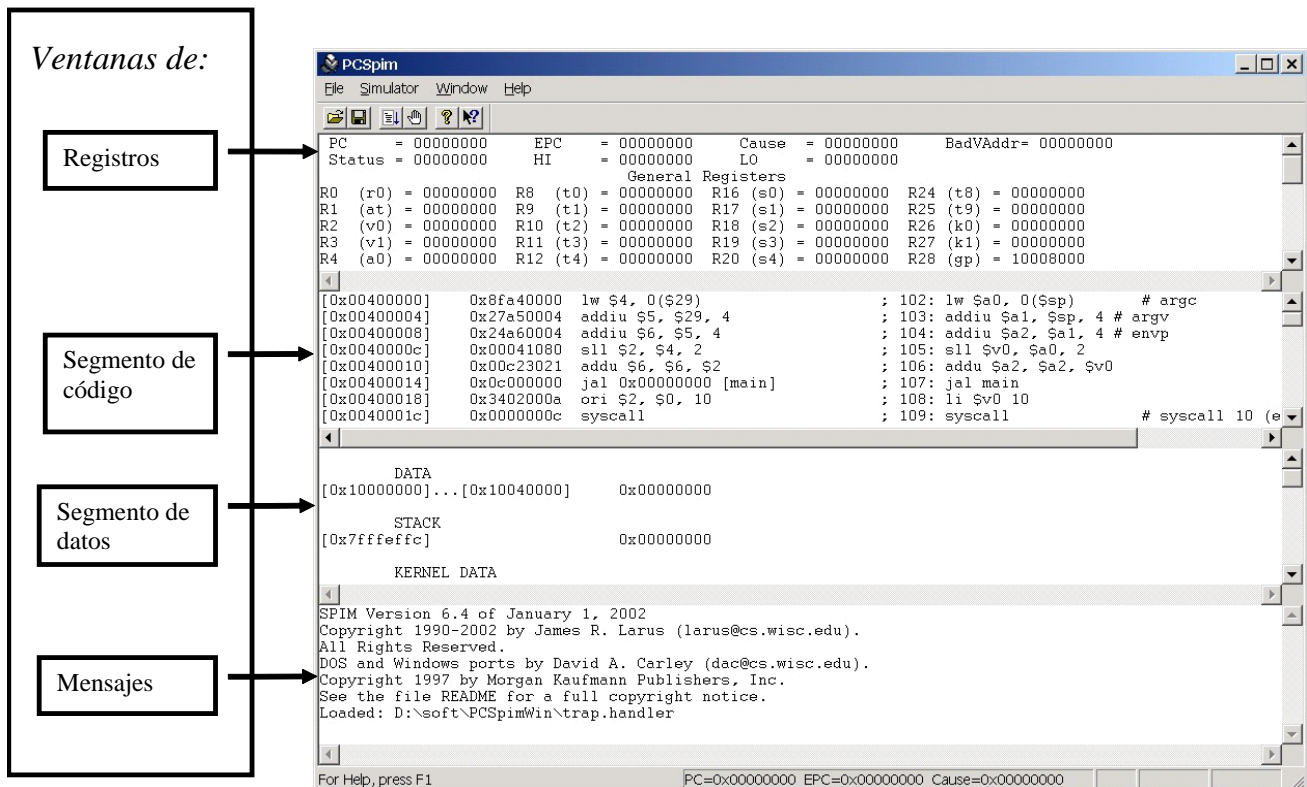 Ventanas de:
Registros
Segmento de
código
Segmento de
datos
Mensajes
PCSpim
File Simulator Window Help
PC = 00000000 EPC = 00000000 Cause = 00000000 BadVAddr= 00000000
Status = 00000000 HI = 00000000 LO = 00000000
General Registers
R0 (r0) = 00000000 R8 (t0) = 00000000 R16 (s0) = 00000000 R24 (t8) = 00000000
R1 (at) = 00000000 R9 (t1) = 00000000 R17 (s1) = 00000000 R25 (t9) = 00000000
R2 (v0) = 00000000 R10 (t2) = 00000000 R18 (s2) = 00000000 R26 (k0) = 00000000
R3 (v1) = 00000000 R11 (t3) = 00000000 R19 (s3) = 00000000 R27 (k1) = 00000000
R4 (a0) = 00000000 R12 (t4) = 00000000 R20 (s4) = 00000000 R28 (gp) = 10008000
[0x00400000] 0x8fa40000 lw $4, 0($29) ; 102: lw $a0, 0($sp) # argc
[0x00400004] 0x27a50004 addiu $5, $29, 4 ; 103: addiu $a1, $sp, 4 # argv
[0x00400008] 0x24a60004 addiu $6, $5, 4 ; 104: addiu $a2, $a1, 4 # envp
[0x0040000c] 0x00041080 sll $2, $4, 2 ; 105: sll $v0, $a0, 2
[0x00400010] 0x00c23021 addu $6, $6, $2 ; 106: addu $a2, $a2, $v0
[0x00400014] 0x0c000000 jal 0x00000000 [main] ; 107: jal main
[0x00400018] 0x3402000a ori $2, $0, 10 ; 108: li $v0 10
[0x0040001c] 0x0000000c syscall ; 109: syscall # syscall 10 (e
DATA
[0x10000000]...[0x10040000] 0x00000000
STACK
[0x7fffeffc] 0x00000000
KERNEL DATA
SPIM Version 6.4 of January 1, 2002
Copyright 1990-2002 by James R. Larus (larus@cs.wisc.edu).
All Rights Reserved.
DOS and Windows ports by David A. Carley (dac@cs.wisc.edu).
Copyright 1997 by Morgan Kaufmann Publishers, Inc.
See the file README for a full copyright notice.
Loaded: D:\soft\PCSpimWin\trap.handler
For Help, press F1 PC=0x00000000 EPC=0x00000000 Cause=0x00000000